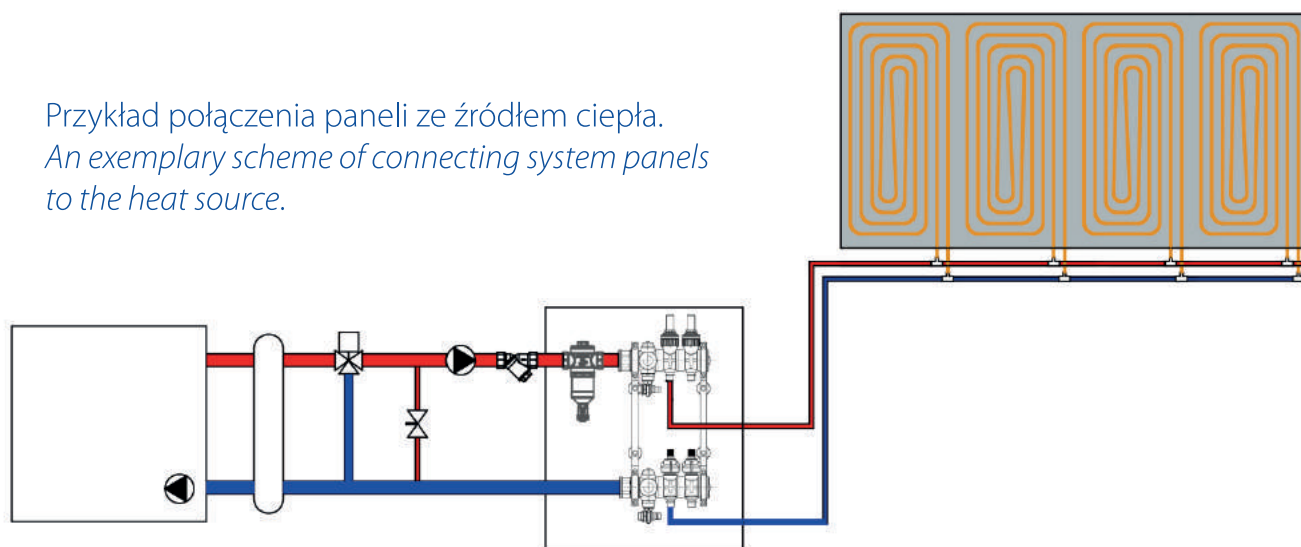 Przykład połączenia paneli ze źródłem ciepła.
An exemplary scheme of connecting system panels
to the heat source.